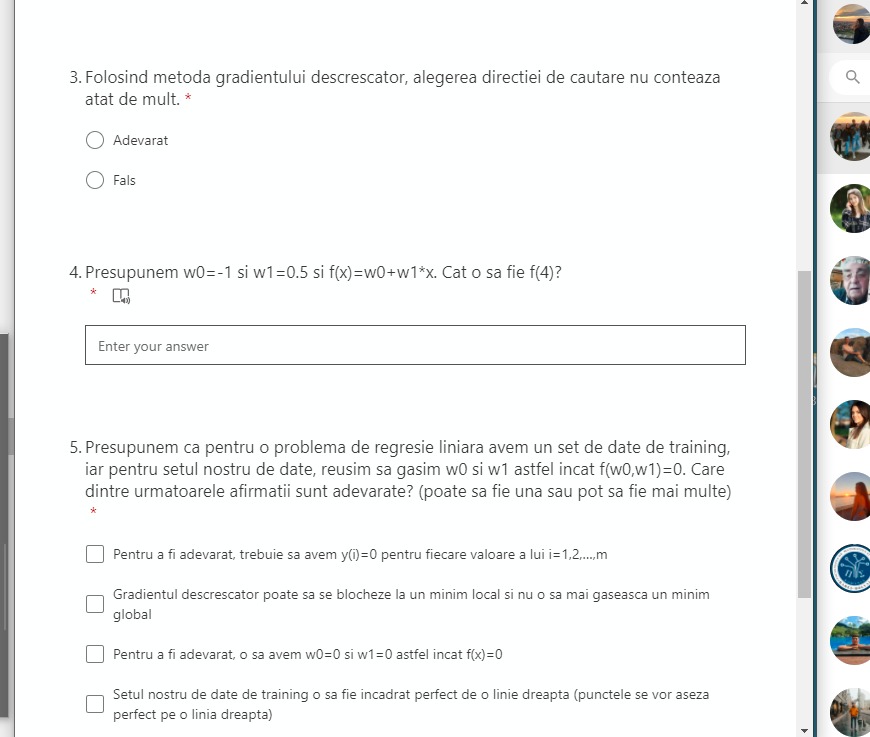 3. Folosind metoda gradientului descrescator, alegerea directiei de cautare nu conteaza
atat de mult. *
Adevarat
Fals
4. Presupunem w0=-1 si w1=0.5 si f(x)=w0+w1*x. Cat o sa fie f(4)?
*
Enter your answer
5. Presupunem ca pentru o problema de regresie liniara avem un set de date de training,
iar pentru setul nostru de date, reusim sa gasim w0 si w1 astfel incat f(w0,w1)=0. Care
dintre urmatoarele afirmatii sunt adevarate? (poate sa fie una sau pot sa fie mai multe)
*
Pentru a fi adevarat, trebuie sa avem y(i)=0 pentru fiecare valoare a lui i=1,2,...,m
Gradientul descrescator poate sa se blocheze la un minim local si nu o sa mai gaseasca un minim
global
Pentru a fi adevarat, o sa avem w0=0 si w1=0 astfel incat f(x)=0
Setul nostru de date de training o sa fie incadrat perfect de o linie dreapta (punctele se vor aseza
perfect pe o linia dreapta)